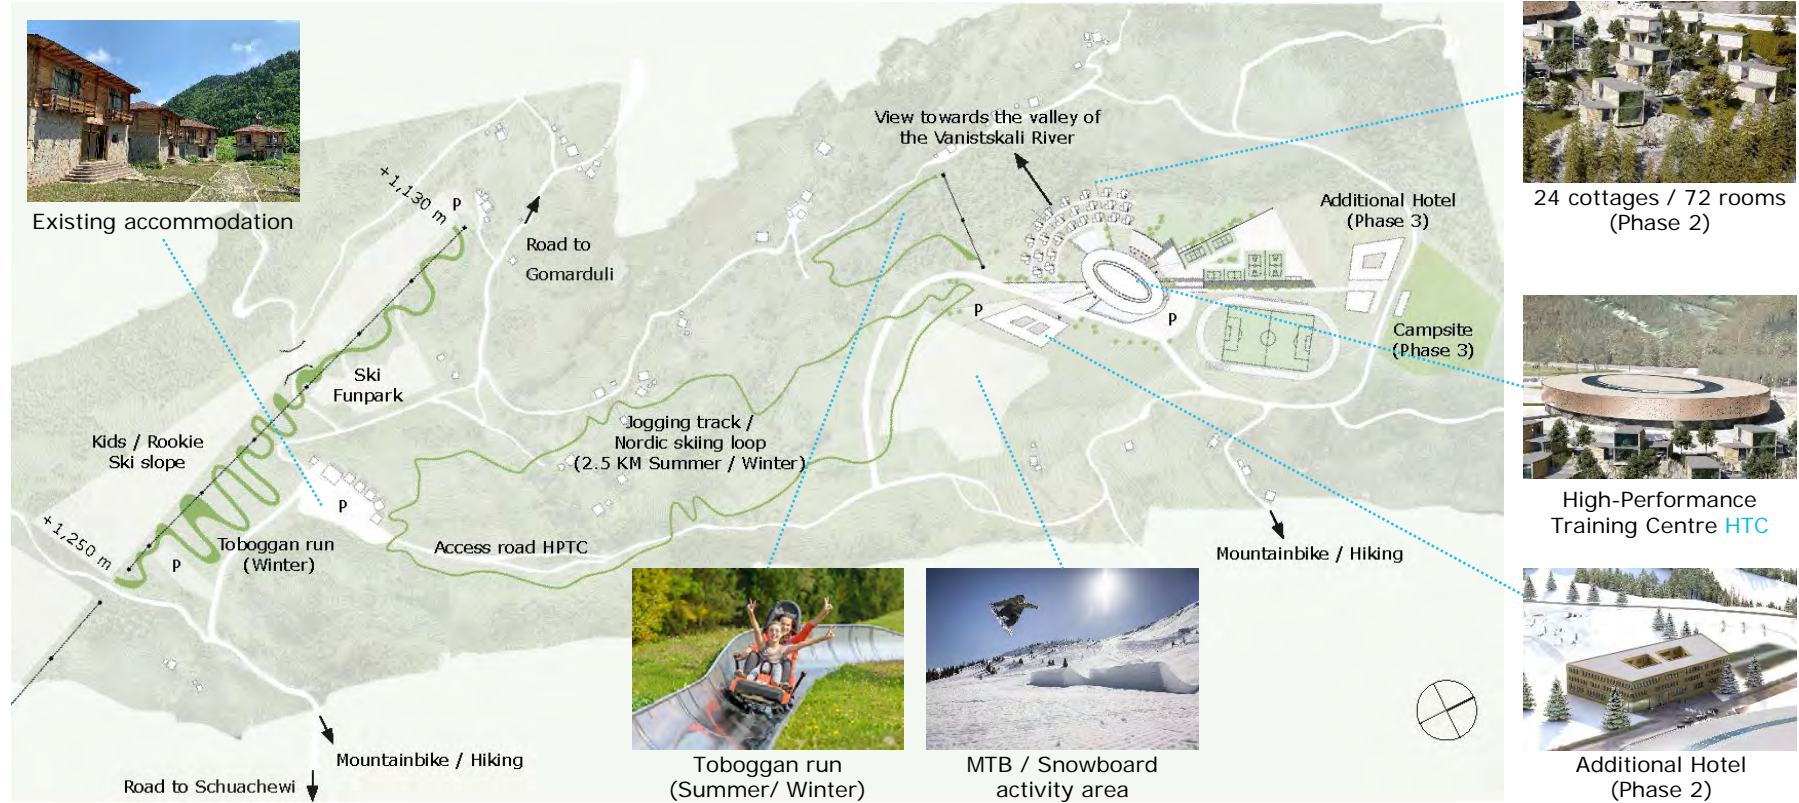 Existing accommodation
+1,130 m
P
Road to
Gomarduli
View towards the valley of
the Vanistskali River
Additional Hotel
(Phase 3)
24 cottages / 72 rooms
(Phase 2)
P
P
Campsite
(Phase 3)
Ski
Funpark
Kids / Rookie
Ski slope
Jogging track /
Nordic skiing loop
(2.5 KM Summer / Winter)
P
+1,250 m
P
Toboggan run
(Winter)
Access road HPTC
Mountainbike / Hiking
High-Performance
Training Centre HTC
Mountainbike / Hiking
Road to Schuachewi
Toboggan run
(Summer/ Winter)
MTB / Snowboard
activity area
Additional Hotel
(Phase 2)